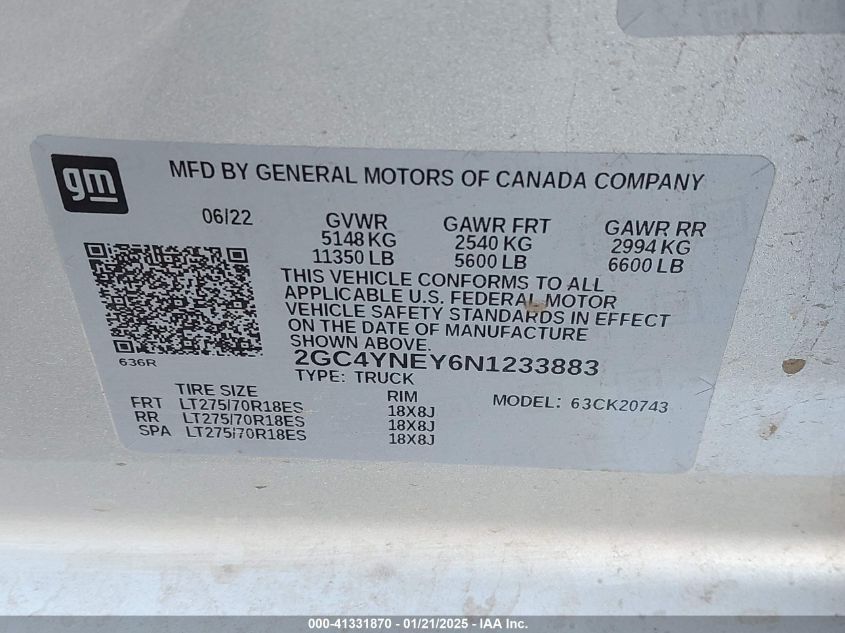 gm
MFD BY GENERAL MOTORS OF CANADA COMPANY
06/22 GVWR GAWR FRT GAWR RR
5148 KG 2540 KG 2994 KG
11350 LB 5600 LB 6600 LB
THIS VEHICLE CONFORMS TO ALL
APPLICABLE U.S. FEDERAL MOTOR
VEHICLE SAFETY STANDARDS IN EFFECT
ON THE DATE OF MANUFACTURE
SHOWN ABOVE.
636R
2GC4YNEY6N1233883
TYPE: TRUCK
TIRE SIZE RIM MODEL: 63CK20743
FRT LT275/70R18ES 18X8J
RR LT275/70R18ES 18X8J
SPA LT275/70R18ES 18X8J
000-41331870 - 01/21/2025 - IAA Inc.